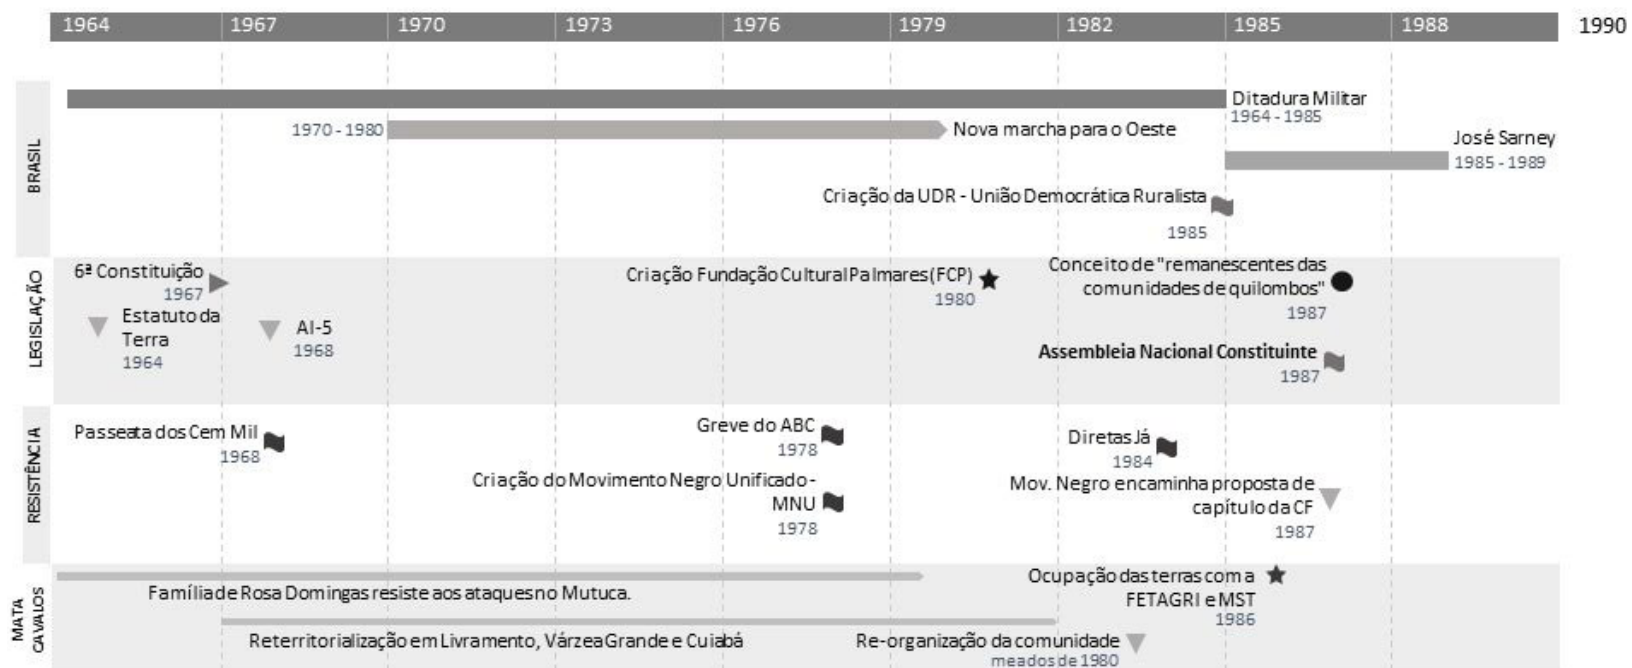 1964 1967 1970 1973 1976 1979 1982 1985 1988 1990
BRASIL
Ditadura Militar
1964 - 1985
1970 - 1980
Nova marcha para o Oeste
José Sarney
1985 - 1989
Criação da UDR - União Democrática Ruralista
1985
LEGISLAÇÃO
6ª Constituição
1967
Estatuto da
Terra
1964
AI-5
1968
Criação Fundação Cultural Palmares (FCP)
1980
Conceito de "remanescentes das
comunidades de quilombos"
1987
Assembleia Nacional Constituinte
1987
RESISTÊNCIA
Passeata dos Cem Mil
1968
Greve do ABC
1978
Criação do Movimento Negro Unificado -
MNU
1978
Diretas Já
1984
Mov. Negro encaminha proposta de
capítulo da CF
1987
MATA
CAVALOS
Família de Rosa Domingas resiste aos ataques no Mutuca.
Reterritorialização em Livramento, Várzea Grande e Cuiabá
Ocupação das terras com a
FETAGRI e MST
1986
Re-organização da comunidade
meados de 1980